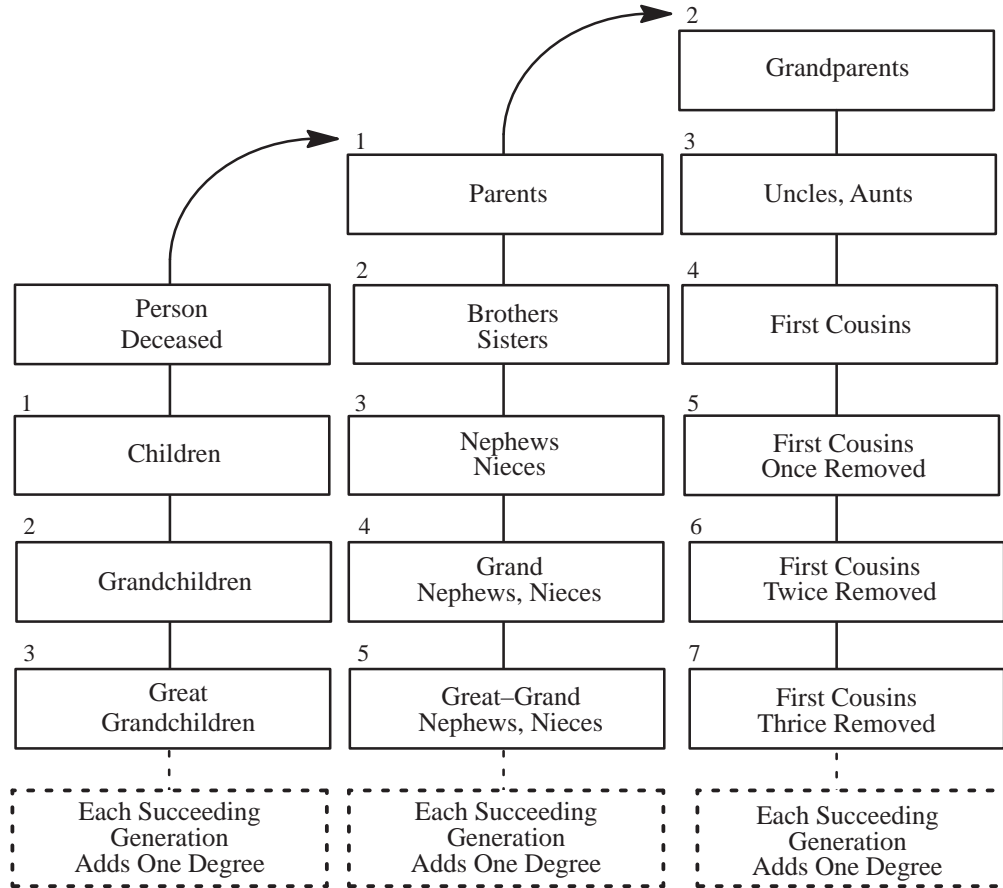 2
Grandparents
1
Parents
3
Uncles, Aunts
Person
Deceased
2
Brothers
Sisters
4
First Cousins
1
Children
3
Nephews
Nieces
5
First Cousins
Once Removed
2
Grandchildren
4
Grand
Nephews, Nieces
6
First Cousins
Twice Removed
3
Great
Grandchildren
5
Great–Grand
Nephews, Nieces
7
First Cousins
Thrice Removed
Each Succeeding
Generation
Adds One Degree
Each Succeeding
Generation
Adds One Degree
Each Succeeding
Generation
Adds One Degree